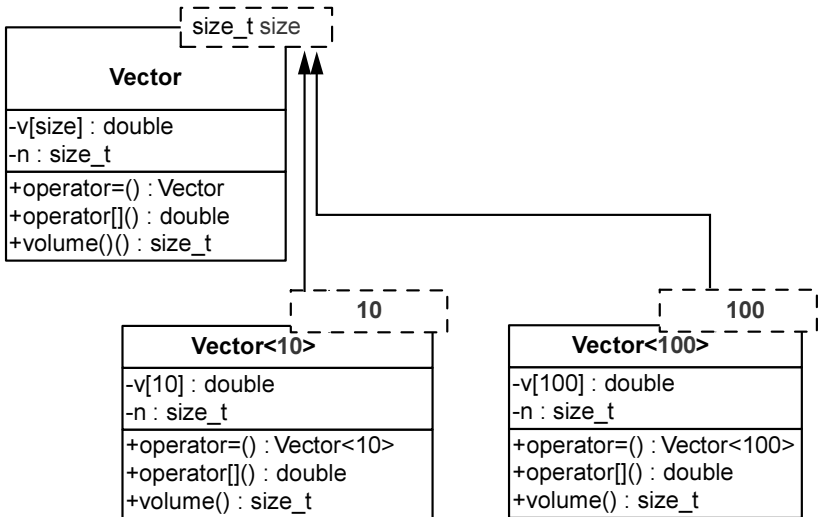 size_t size
Vector
-v[size] : double
-n : size_t
+operator=() : Vector
+operator[]() : double
+volume()() : size_t
10
Vector<10>
-v[10] : double
-n : size_t
+operator=() : Vector<10>
+operator[]() : double
+volume() : size_t
100
Vector<100>
-v[100] : double
-n : size_t
+operator=() : Vector<100>
+operator[]() : double
+volume() : size_t